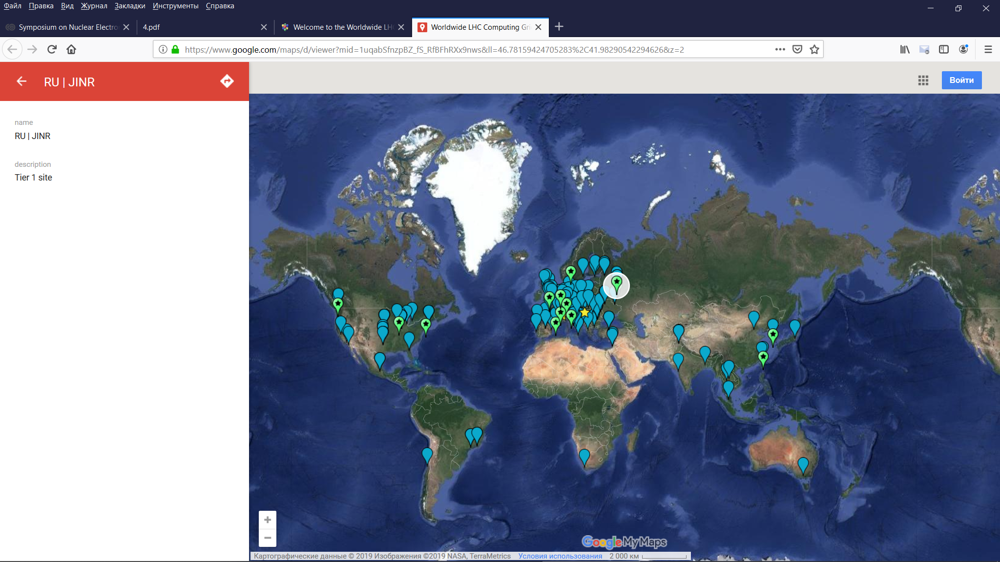 Файл Правка Вид Журнал Закладки Инструменты Справка
Symposium on Nuclear Electro
4.pdf
Welcome to the Worldwide LH
Worldwide LHC Computing Gri
https://www.google.com/maps/d/viewer?mid=1uqabSfnzpBZ_fS_RfBFhRXx9nws&ll=46.78159424705283%2C41.98290542294626&z=2
RU | JINR
Войти
name
RU | JINR
description
Tier 1 site
Google My Maps
Картографические данные © 2019 Изображения ©2019 NASA, TerraMetrics Условия использования 2 000 км